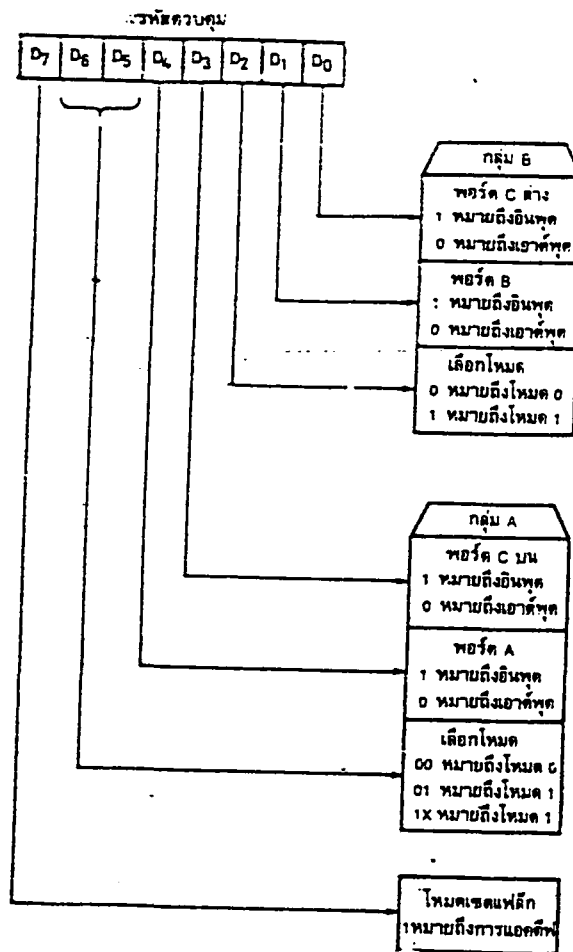 รหัสควบคุม
D7 D6 D5 D4 D3 D2 D1 D0
กลุ่ม B
พอร์ต C ล่าง
1 หมายถึงอินพุต
0 หมายถึงเอาต์พุต
พอร์ต B
1 หมายถึงอินพุต
0 หมายถึงเอาต์พุต
เลือกโหมด
0 หมายถึงโหมด 0
1 หมายถึงโหมด 1
กลุ่ม A
พอร์ต C บน
1 หมายถึงอินพุต
0 หมายถึงเอาต์พุต
พอร์ต A
1 หมายถึงอินพุต
0 หมายถึงเอาต์พุต
เลือกโหมด
00 หมายถึงโหมด 0
01 หมายถึงโหมด 1
1X หมายถึงโหมด 1
โหมดเซตแฟล็ก
1หมายถึงการแอคตีฟ